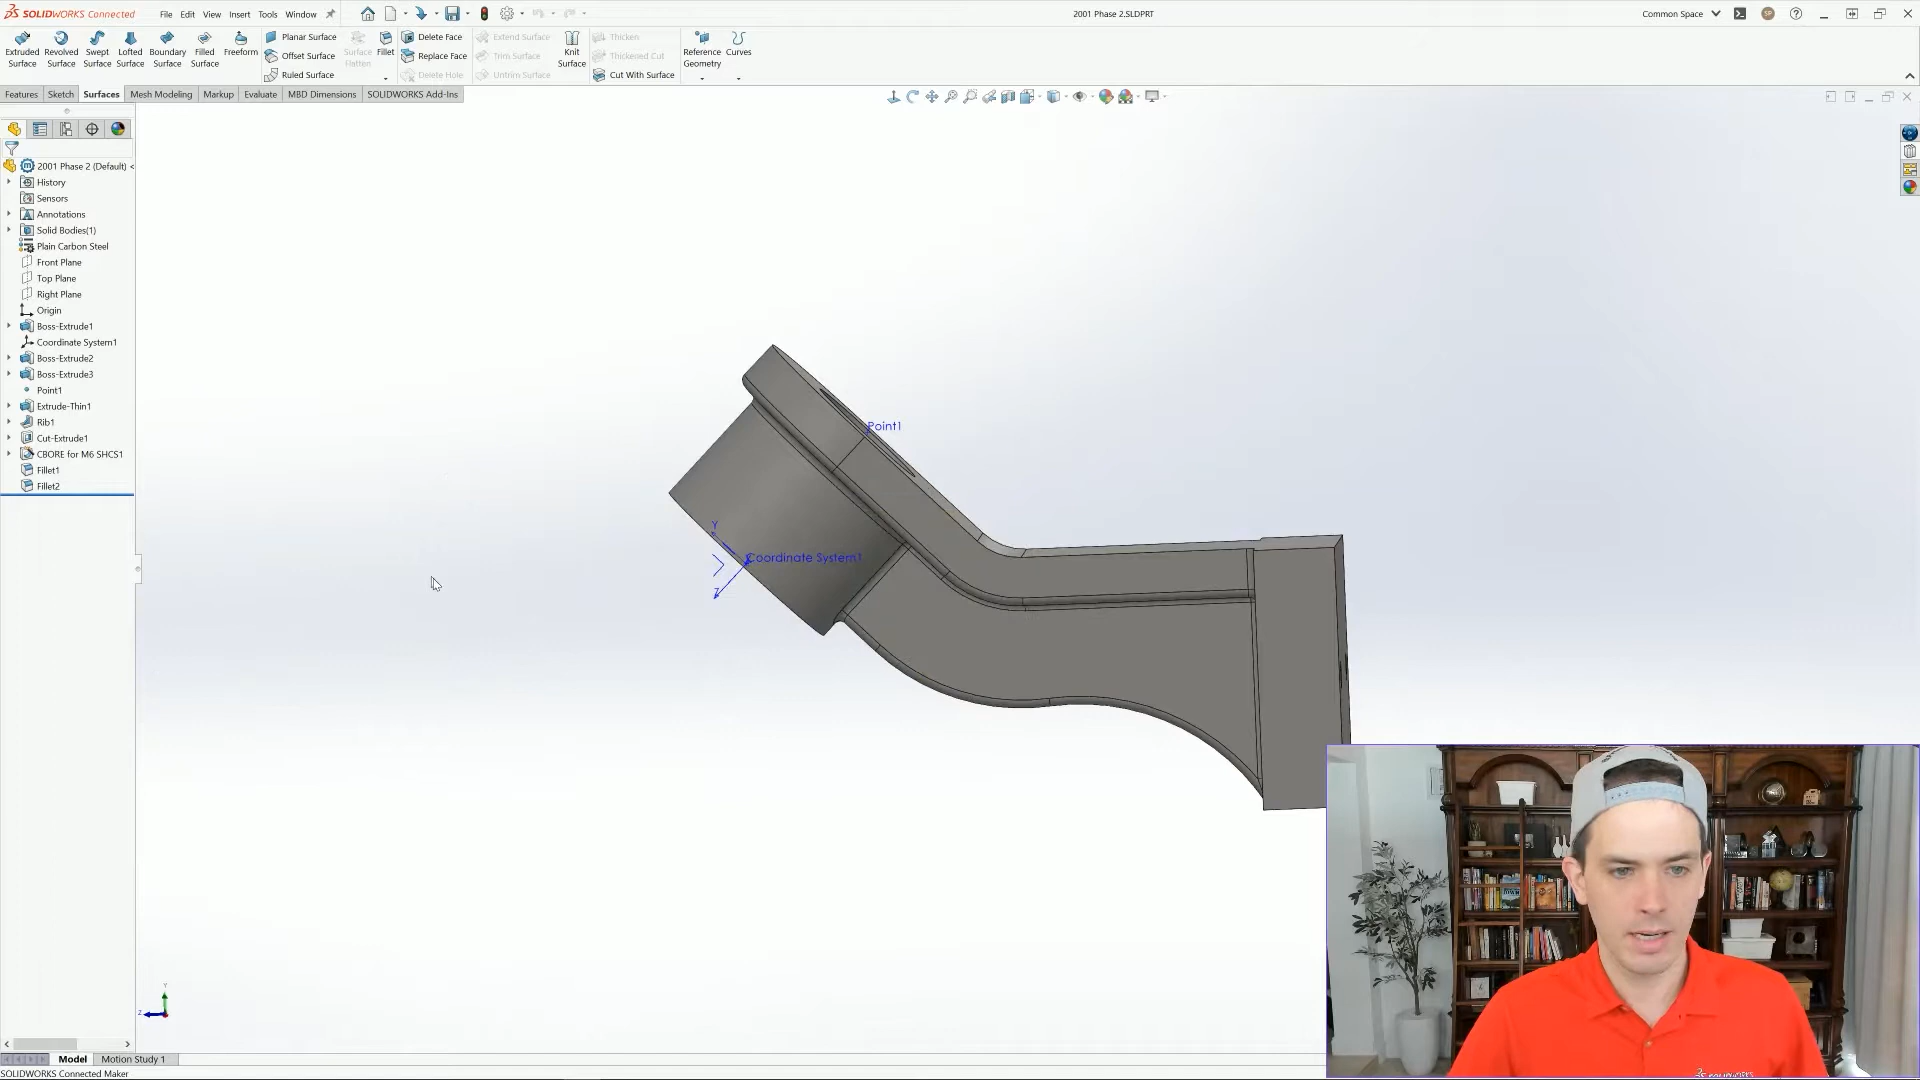 SOLIDWORKS Connected
File Edit View Insert Tools Window
2001 Phase 2.SLDPRT
Common Space
Extruded Surface
Revolved Surface
Swept Surface
Lofted Surface
Boundary Surface
Filled Surface
Freeform
Planar Surface
Offset Surface
Ruled Surface
Surface Flatten
Fillet
Delete Face
Replace Face
Delete Hole
Extend Surface
Trim Surface
Untrim Surface
Knit Surface
Thicken
Thickened Cut
Cut With Surface
Reference Geometry
Curves
Features Sketch Surfaces Mesh Modeling Markup Evaluate MBD Dimensions SOLIDWORKS Add-Ins
2001 Phase 2 (Default) <
History
Sensors
Annotations
Solid Bodies(1)
Plain Carbon Steel
Front Plane
Top Plane
Right Plane
Origin
Boss-Extrude1
Coordinate System1
Boss-Extrude2
Boss-Extrude3
Point1
Extrude-Thin1
Rib1
Cut-Extrude1
CBORE for M6 SHCS1
Fillet1
Fillet2
Point1
Y
Coordinate System1
Z
Y
Z
Model Motion Study 1
SOLIDWORKS Connected Maker
SOLIDWORKS